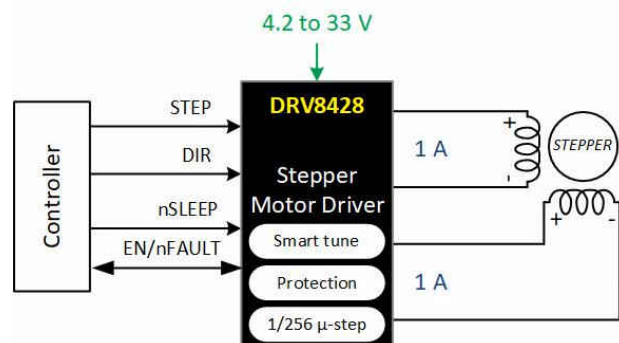 4.2 to 33 V
DRV8428
STEP
DIR
nSLEEP
EN/nFAULT
Controller
Stepper
Motor Driver
Smart tune
Protection
1/256 μ-step
+
1 A
-
STEPPER
+
-
1 A